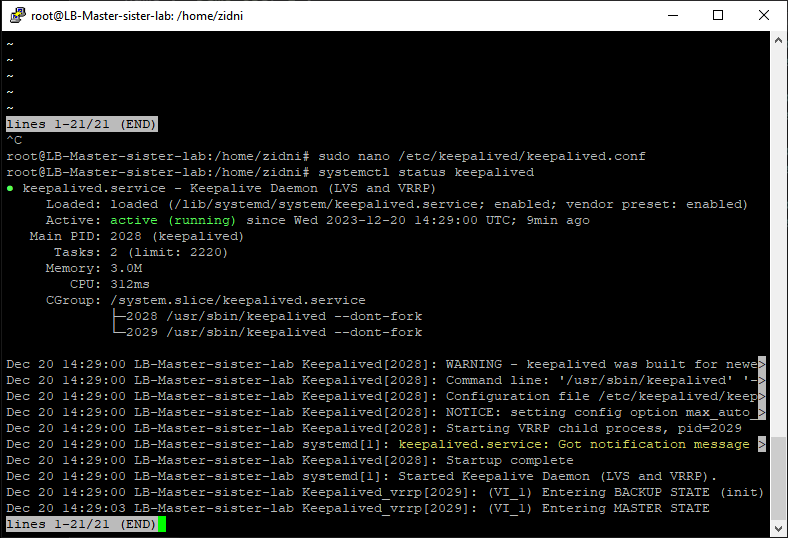 root@LB-Master-sister-lab: /home/zidni
~
~
~
~
~
lines 1-21/21 (END)
^C
root@LB-Master-sister-lab:/home/zidni# sudo nano /etc/keepalived/keepalived.conf
root@LB-Master-sister-lab:/home/zidni# systemctl status keepalived
● keepalived.service - Keepalive Daemon (LVS and VRRP)
     Loaded: loaded (/lib/systemd/system/keepalived.service; enabled; vendor preset: enabled)
     Active: active (running) since Wed 2023-12-20 14:29:00 UTC; 9min ago
   Main PID: 2028 (keepalived)
      Tasks: 2 (limit: 2220)
     Memory: 3.0M
        CPU: 312ms
     CGroup: /system.slice/keepalived.service
             ├─2028 /usr/sbin/keepalived --dont-fork
             └─2029 /usr/sbin/keepalived --dont-fork
Dec 20 14:29:00 LB-Master-sister-lab Keepalived[2028]: WARNING - keepalived was built for newe>
Dec 20 14:29:00 LB-Master-sister-lab Keepalived[2028]: Command line: '/usr/sbin/keepalived' '->
Dec 20 14:29:00 LB-Master-sister-lab Keepalived[2028]: Configuration file /etc/keepalived/keep>
Dec 20 14:29:00 LB-Master-sister-lab Keepalived[2028]: NOTICE: setting config option max_auto_>
Dec 20 14:29:00 LB-Master-sister-lab Keepalived[2028]: Starting VRRP child process, pid=2029
Dec 20 14:29:00 LB-Master-sister-lab systemd[1]: keepalived.service: Got notification message >
Dec 20 14:29:00 LB-Master-sister-lab Keepalived[2028]: Startup complete
Dec 20 14:29:00 LB-Master-sister-lab systemd[1]: Started Keepalive Daemon (LVS and VRRP).
Dec 20 14:29:00 LB-Master-sister-lab Keepalived_vrrp[2029]: (VI_1) Entering BACKUP STATE (init)
Dec 20 14:29:03 LB-Master-sister-lab Keepalived_vrrp[2029]: (VI_1) Entering MASTER STATE
lines 1-21/21 (END)